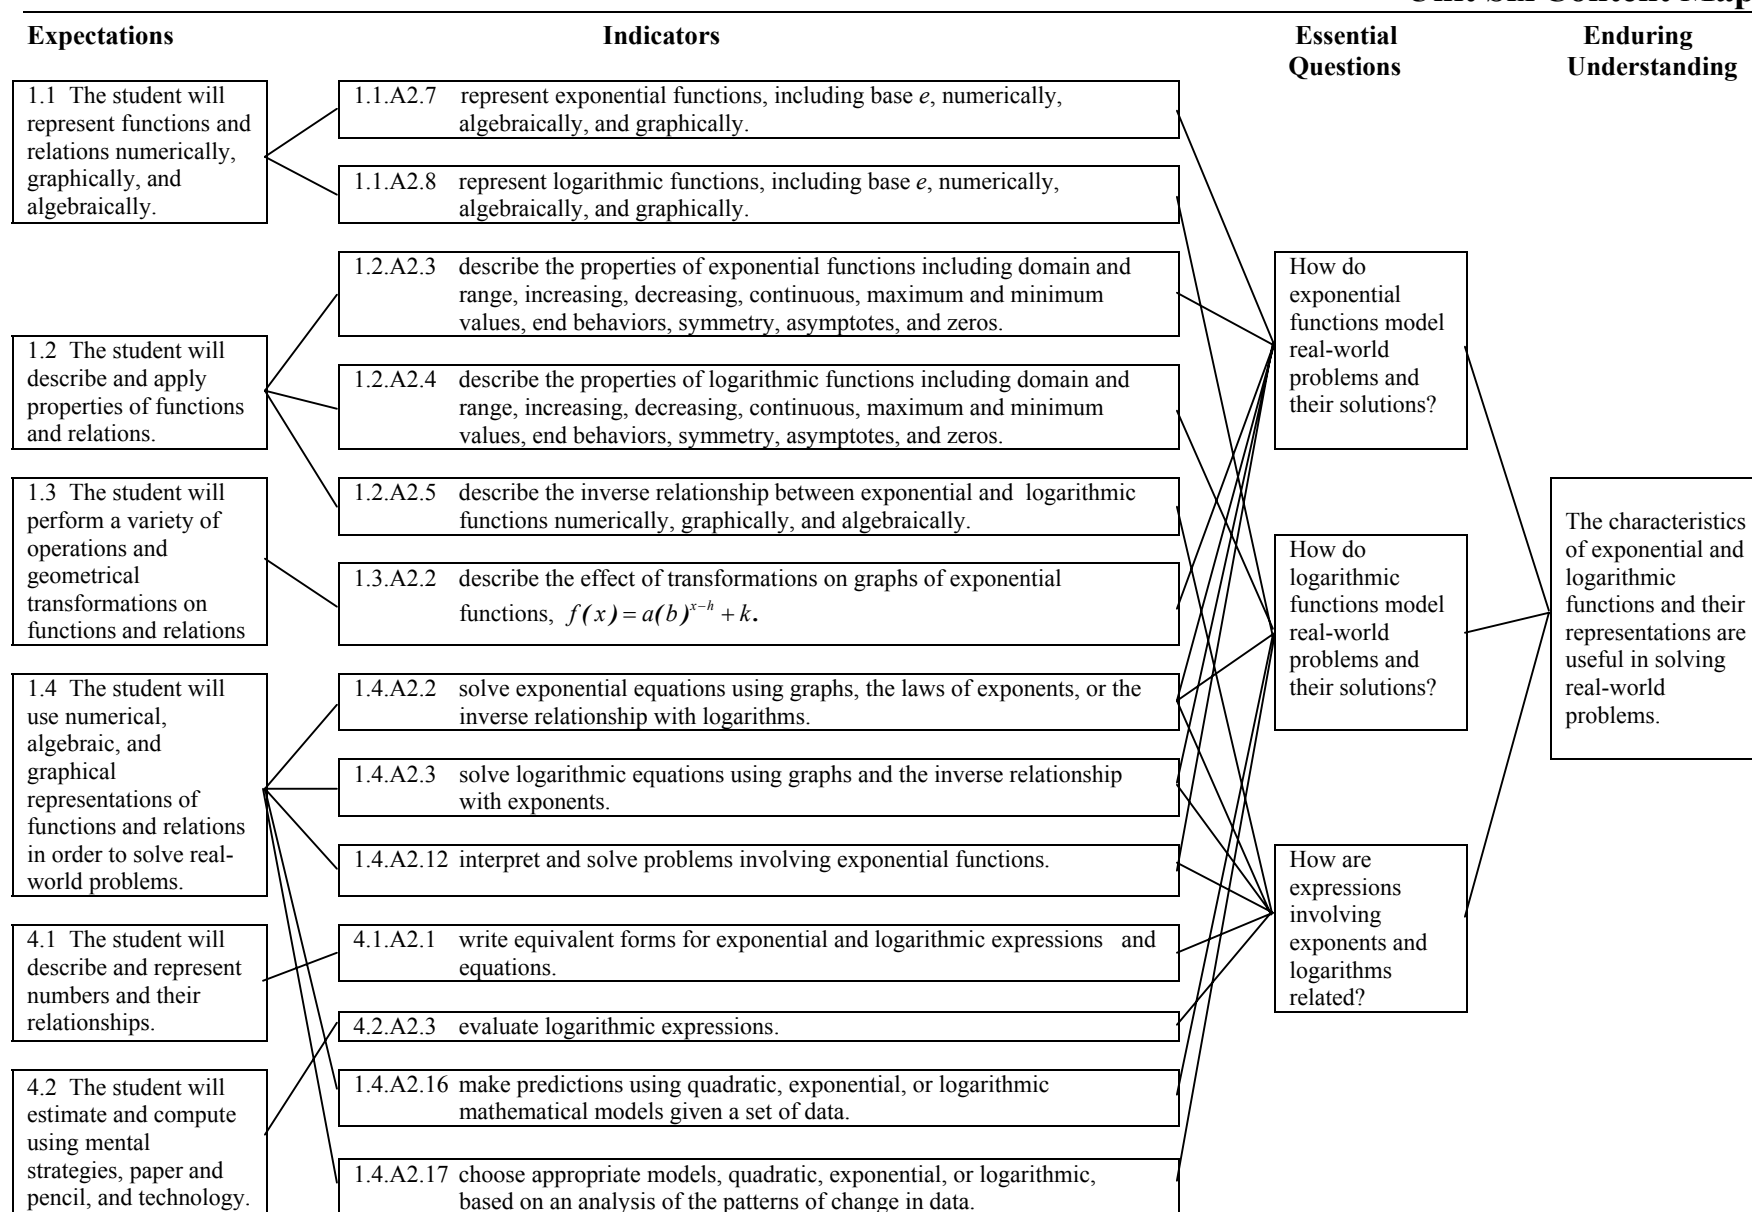 Expectations
Indicators
Essential
Questions
Enduring
Understanding
1.1 The student will
represent functions and
relations numerically,
graphically, and
algebraically.
1.2 The student will
describe and apply
properties of functions
and relations.
1.3 The student will
perform a variety of
operations and
geometrical
transformations on
functions and relations
1.4 The student will
use numerical,
algebraic, and
graphical
representations of
functions and relations
in order to solve real-
world problems.
4.1 The student will
describe and represent
numbers and their
relationships.
4.2 The student will
estimate and compute
using mental
strategies, paper and
pencil, and technology.
1.1.A2.7 represent exponential functions, including base e, numerically,
algebraically, and graphically.
1.1.A2.8 represent logarithmic functions, including base e, numerically,
algebraically, and graphically.
1.2.A2.3 describe the properties of exponential functions including domain and
range, increasing, decreasing, continuous, maximum and minimum
values, end behaviors, symmetry, asymptotes, and zeros.
1.2.A2.4 describe the properties of logarithmic functions including domain and
range, increasing, decreasing, continuous, maximum and minimum
values, end behaviors, symmetry, asymptotes, and zeros.
1.2.A2.5 describe the inverse relationship between exponential and logarithmic
functions numerically, graphically, and algebraically.
1.3.A2.2 describe the effect of transformations on graphs of exponential
functions, f(x) = a(b)^{x-h} + k.
1.4.A2.2 solve exponential equations using graphs, the laws of exponents, or the
inverse relationship with logarithms.
1.4.A2.3 solve logarithmic equations using graphs and the inverse relationship
with exponents.
1.4.A2.12 interpret and solve problems involving exponential functions.
4.1.A2.1 write equivalent forms for exponential and logarithmic expressions and
equations.
4.2.A2.3 evaluate logarithmic expressions.
1.4.A2.16 make predictions using quadratic, exponential, or logarithmic
mathematical models given a set of data.
1.4.A2.17 choose appropriate models, quadratic, exponential, or logarithmic,
based on an analysis of the patterns of change in data.
How do
exponential
functions model
real-world
problems and
their solutions?
How do
logarithmic
functions model
real-world
problems and
their solutions?
How are
expressions
involving
exponents and
logarithms
related?
The characteristics
of exponential and
logarithmic
functions and their
representations are
useful in solving
real-world
problems.